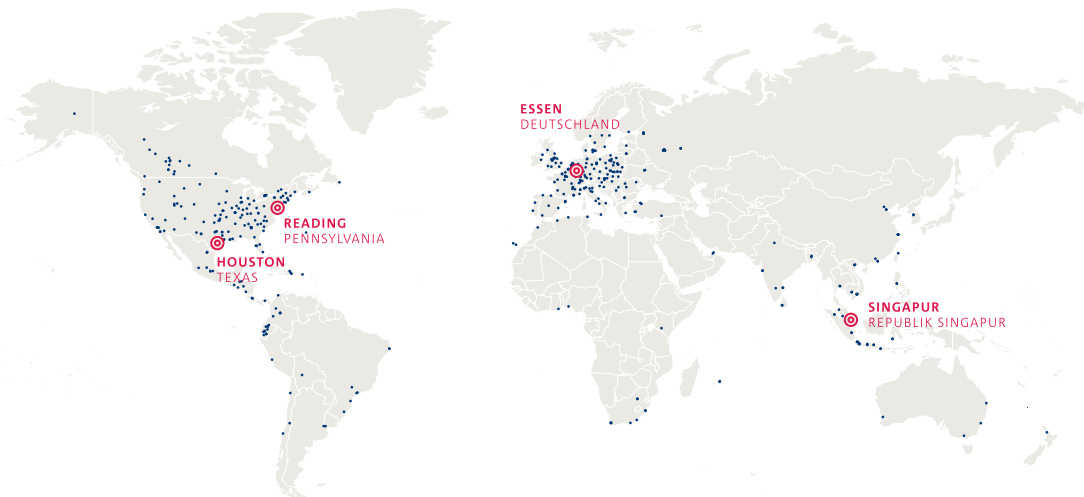 ESSEN
DEUTSCHLAND
READING
PENNSYLVANIA
HOUSTON
TEXAS
SINGAPUR
REPUBLIK SINGAPUR